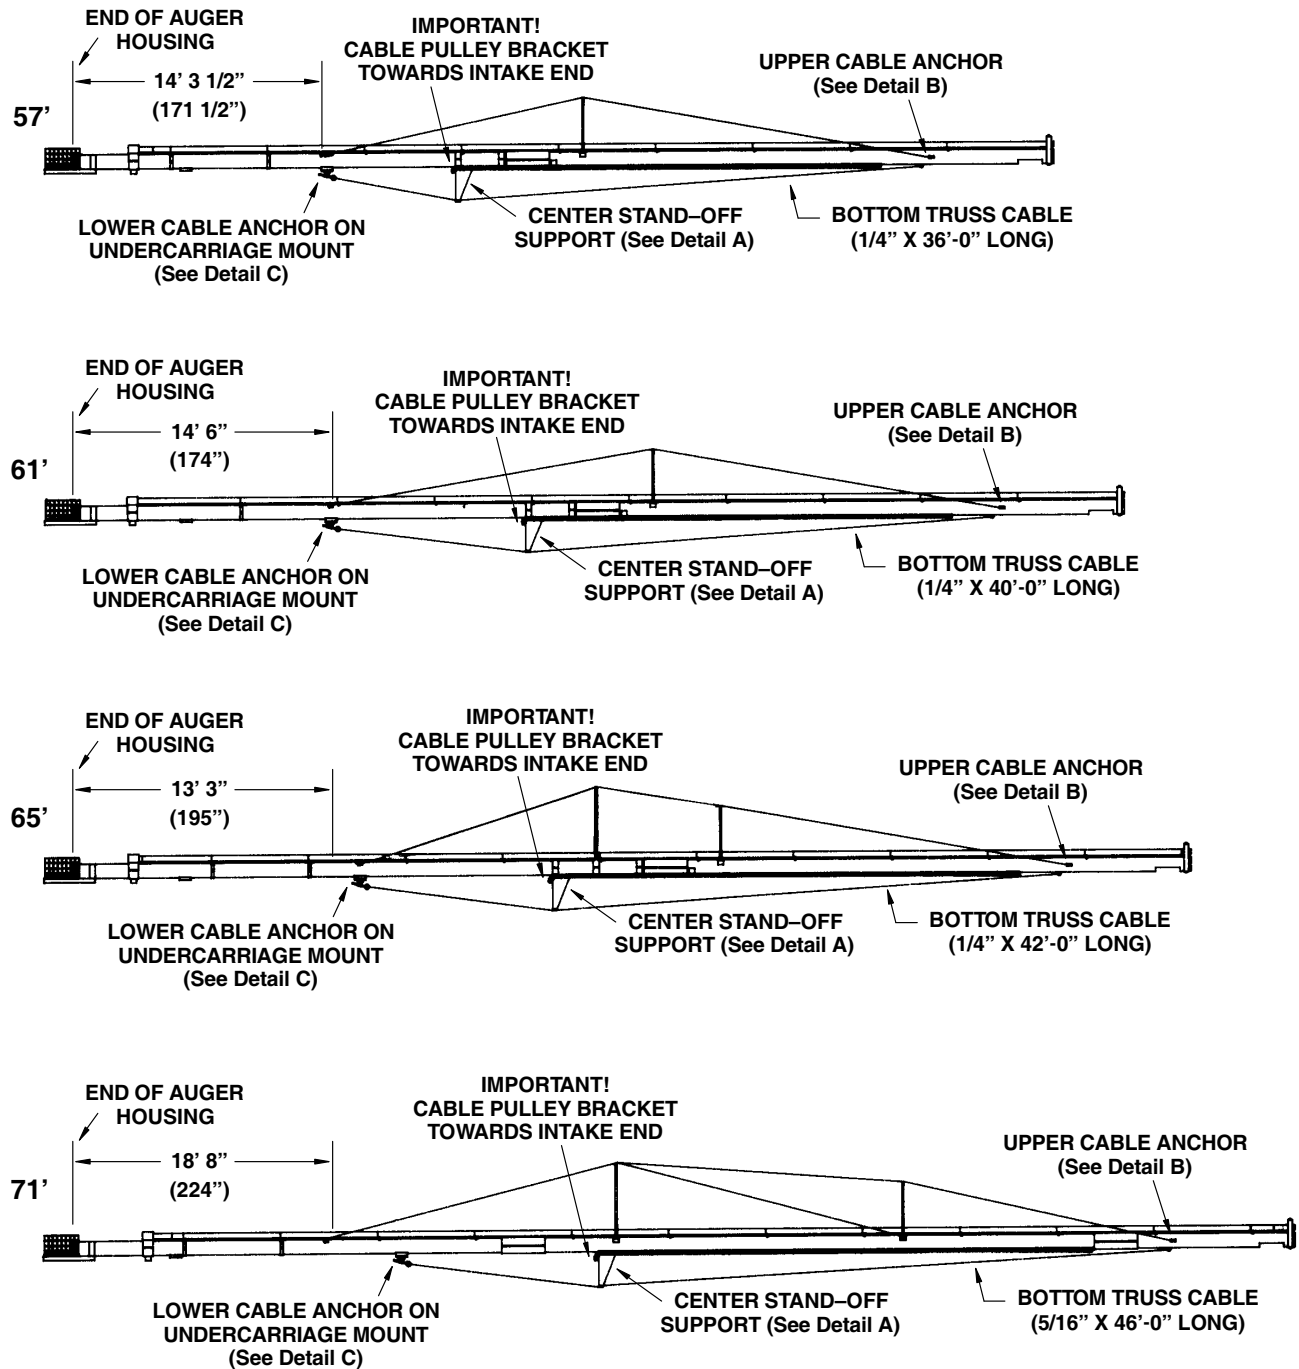 END OF AUGER
HOUSING
IMPORTANT!
CABLE PULLEY BRACKET
TOWARDS INTAKE END
UPPER CABLE ANCHOR
(See Detail B)
14’ 3 1/2”
(171 1/2”)
57’
LOWER CABLE ANCHOR ON
UNDERCARRIAGE MOUNT
(See Detail C)
CENTER STAND–OFF
SUPPORT (See Detail A)
BOTTOM TRUSS CABLE
(1/4” X 36’-0” LONG)
END OF AUGER
HOUSING
IMPORTANT!
CABLE PULLEY BRACKET
TOWARDS INTAKE END
UPPER CABLE ANCHOR
(See Detail B)
14’ 6”
(174”)
61’
LOWER CABLE ANCHOR ON
UNDERCARRIAGE MOUNT
(See Detail C)
CENTER STAND–OFF
SUPPORT (See Detail A)
BOTTOM TRUSS CABLE
(1/4” X 40’-0” LONG)
END OF AUGER
HOUSING
IMPORTANT!
CABLE PULLEY BRACKET
TOWARDS INTAKE END
UPPER CABLE ANCHOR
(See Detail B)
13’ 3”
(195”)
65’
LOWER CABLE ANCHOR ON
UNDERCARRIAGE MOUNT
(See Detail C)
CENTER STAND–OFF
SUPPORT (See Detail A)
BOTTOM TRUSS CABLE
(1/4” X 42’-0” LONG)
END OF AUGER
HOUSING
IMPORTANT!
CABLE PULLEY BRACKET
TOWARDS INTAKE END
UPPER CABLE ANCHOR
(See Detail B)
18’ 8”
(224”)
71’
LOWER CABLE ANCHOR ON
UNDERCARRIAGE MOUNT
(See Detail C)
CENTER STAND–OFF
SUPPORT (See Detail A)
BOTTOM TRUSS CABLE
(5/16” X 46’-0” LONG)